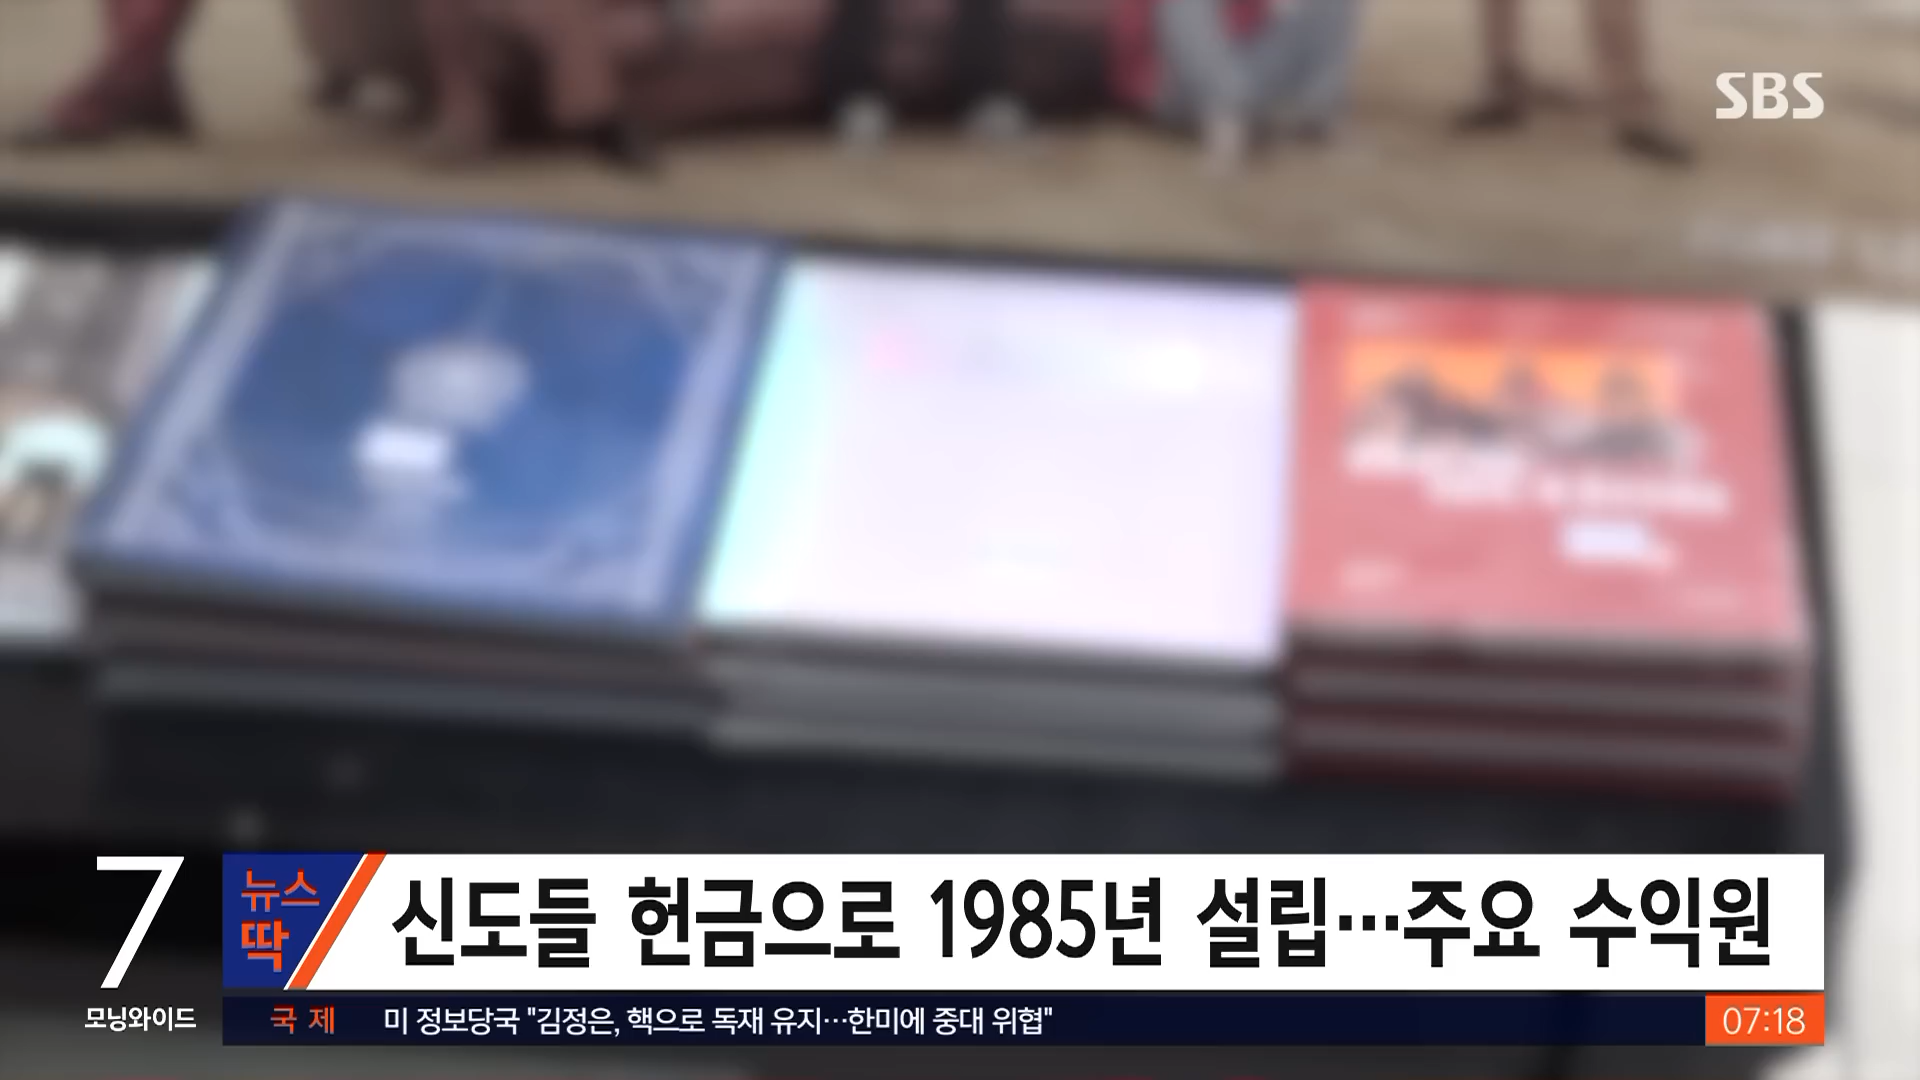 SBS
7
모닝와이드
뉴스
딱
신도들 헌금으로 1985년 설립…주요 수익원
국 제
미 정보당국 "김정은, 핵으로 독재 유지…한미에 중대 위협"
07:18